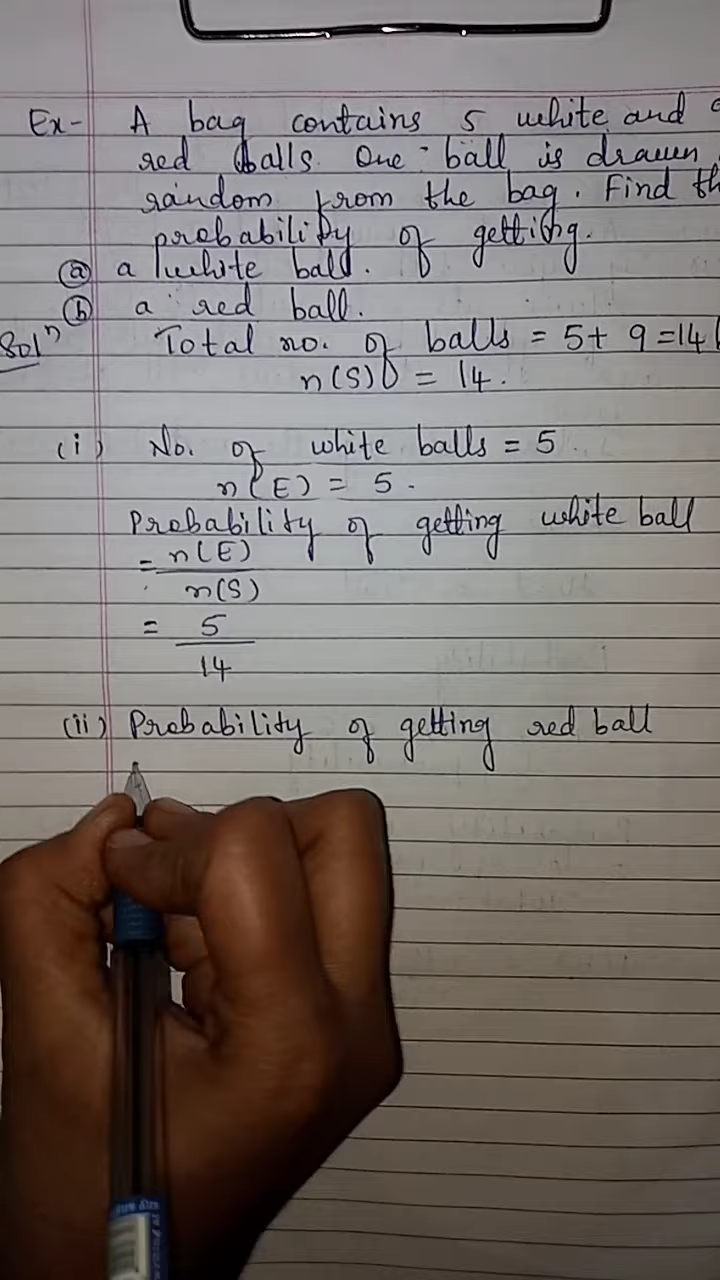 Ex- A bag contains 5 white and
red balls. One ball is drawn
random from the bag. Find th
probability of getting.
(a) a white ball.
(b) a red ball.
Solⁿ Total no. of balls = 5+ 9 =14
n(S) = 14.
(i) No. of white balls = 5.
n(E) = 5.
Probability of getting white ball
= n(E)
n(S)
= 5
14
(ii) Probability of getting red ball